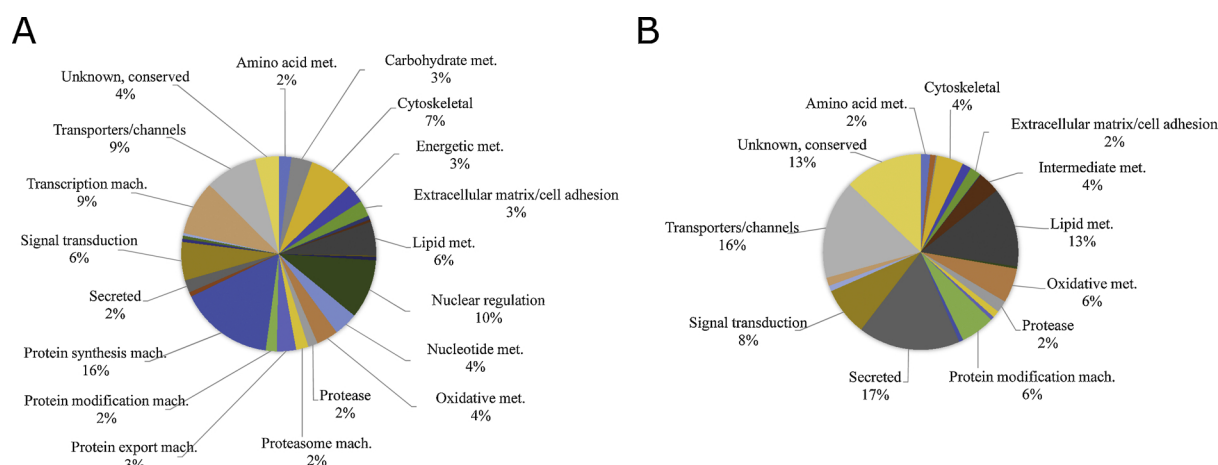 A
Unknown, conserved
4%
Amino acid met.
2%
Carbohydrate met.
3%
Cytoskeletal
7%
Energetic met.
3%
Extracellular matrix/cell adhesion
3%
Lipid met.
6%
Nuclear regulation
10%
Nucleotide met.
4%
Oxidative met.
4%
Protease
2%
Proteasome mach.
2%
Protein export mach.
3%
Protein modification mach.
2%
Protein synthesis mach.
16%
Secreted
2%
Signal transduction
6%
Transcription mach.
9%
Transporters/channels
9%
B
Amino acid met.
2%
Cytoskeletal
4%
Extracellular matrix/cell adhesion
2%
Intermediate met.
4%
Lipid met.
13%
Oxidative met.
6%
Protease
2%
Protein modification mach.
6%
Secreted
17%
Signal transduction
8%
Transporters/channels
16%
Unknown, conserved
13%